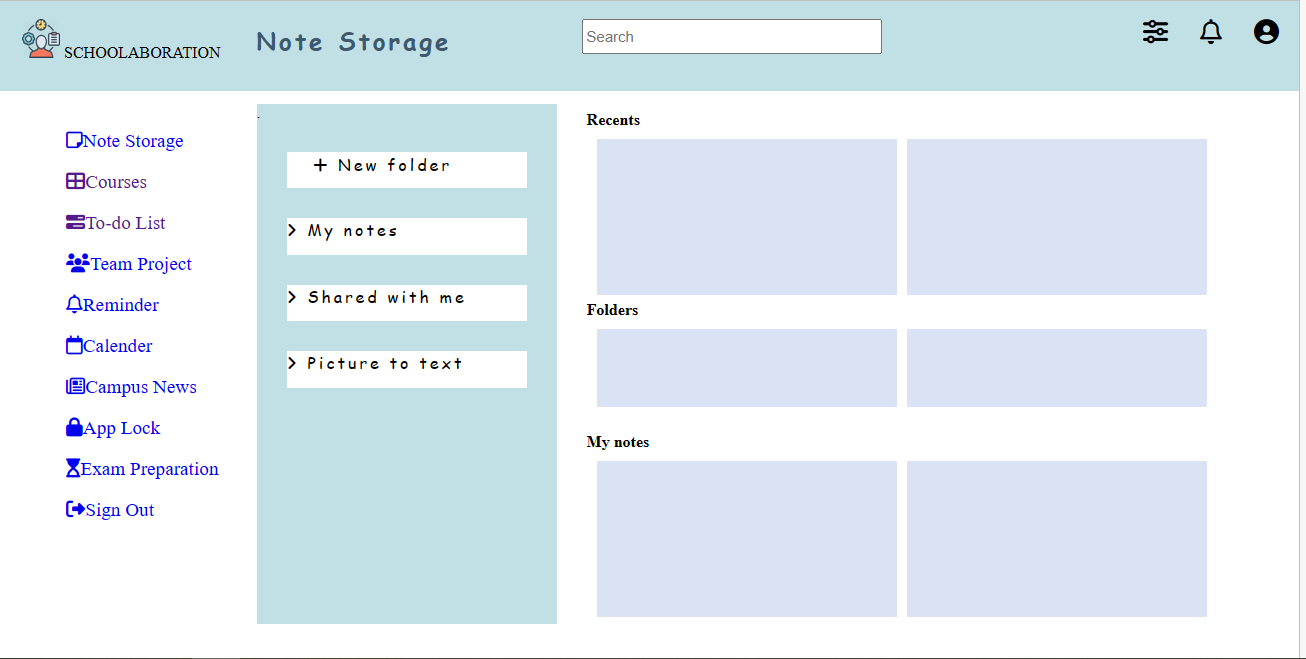 SCHOOLABORATION
Note Storage
Search
Note Storage
Courses
To-do List
Team Project
Reminder
Calender
Campus News
App Lock
Exam Preparation
Sign Out
+ New folder
> My notes
> Shared with me
> Picture to text
Recents
Folders
My notes